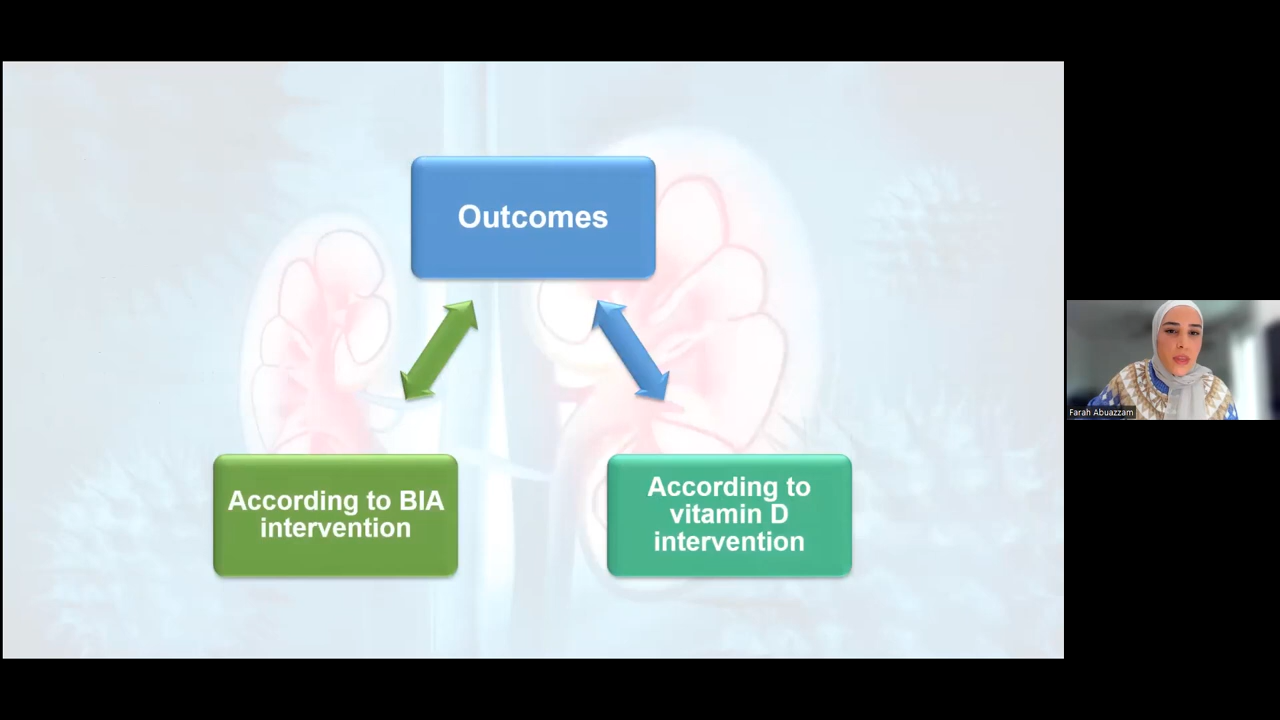 Outcomes
According to BIA
intervention
According to
vitamin D
intervention
Farah Abuazzam